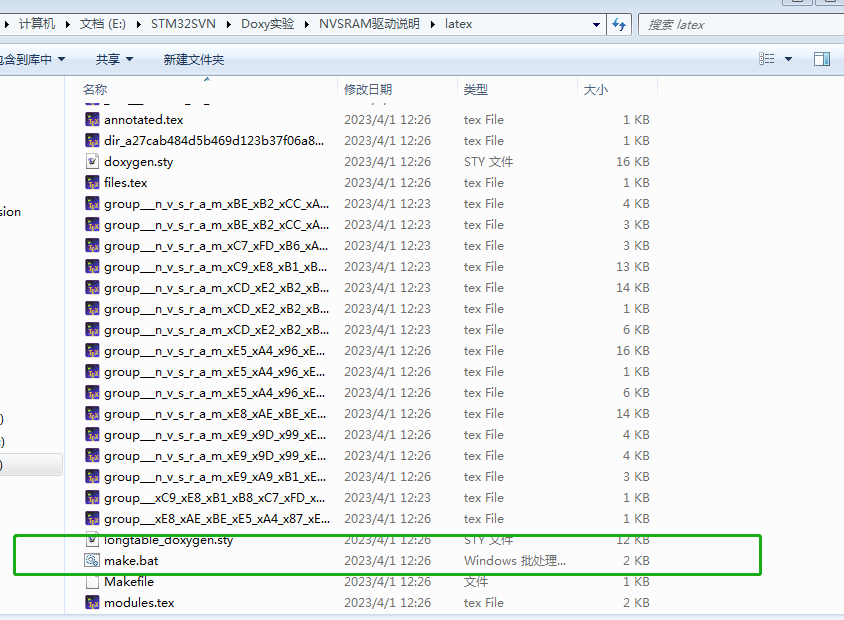 计算机 文档 (E:) STM32SVN Doxy实验 NVSRAM驱动说明 latex 搜索 latex
包含到库中 共享 新建文件夹
名称 修改日期 类型 大小
annotated.tex 2023/4/1 12:26 tex File 1 KB
dir_a27cab484d5b469d123b37f06a8... 2023/4/1 12:26 tex File 1 KB
doxygen.sty 2023/4/1 12:26 STY 文件 16 KB
files.tex 2023/4/1 12:26 tex File 1 KB
group__n_v_s_r_a_m_xBE_xB2_xCC_xA... 2023/4/1 12:23 tex File 4 KB
sion
group__n_v_s_r_a_m_xBE_xB2_xCC_xA... 2023/4/1 12:23 tex File 3 KB
group__n_v_s_r_a_m_xC7_xFD_xB6_xA... 2023/4/1 12:23 tex File 3 KB
group__n_v_s_r_a_m_xC9_xE8_xB1_xB... 2023/4/1 12:23 tex File 13 KB
group__n_v_s_r_a_m_xCD_xE2_xB2_xB... 2023/4/1 12:23 tex File 14 KB
group__n_v_s_r_a_m_xCD_xE2_xB2_xB... 2023/4/1 12:23 tex File 1 KB
group__n_v_s_r_a_m_xCD_xE2_xB2_xB... 2023/4/1 12:23 tex File 6 KB
group__n_v_s_r_a_m_xE5_xA4_x96_xE... 2023/4/1 12:26 tex File 16 KB
group__n_v_s_r_a_m_xE5_xA4_x96_xE... 2023/4/1 12:26 tex File 1 KB
group__n_v_s_r_a_m_xE5_xA4_x96_xE... 2023/4/1 12:26 tex File 6 KB
group__n_v_s_r_a_m_xE8_xAE_xBE_xE... 2023/4/1 12:26 tex File 14 KB
group__n_v_s_r_a_m_xE9_x9D_x99_xE... 2023/4/1 12:26 tex File 4 KB
group__n_v_s_r_a_m_xE9_x9D_x99_xE... 2023/4/1 12:26 tex File 4 KB
group__n_v_s_r_a_m_xE9_xA9_xB1_xE... 2023/4/1 12:26 tex File 3 KB
group__xC9_xE8_xB1_xB8_xC7_xFD_x... 2023/4/1 12:23 tex File 1 KB
group__xE8_xAE_xBE_xE5_xA4_x87_xE... 2023/4/1 12:26 tex File 1 KB
longtable_doxygen.sty 2023/4/1 12:26 STY 文件 12 KB
make.bat 2023/4/1 12:26 Windows 批处理... 2 KB
Makefile 2023/4/1 12:26 文件 1 KB
modules.tex 2023/4/1 12:26 tex File 2 KB